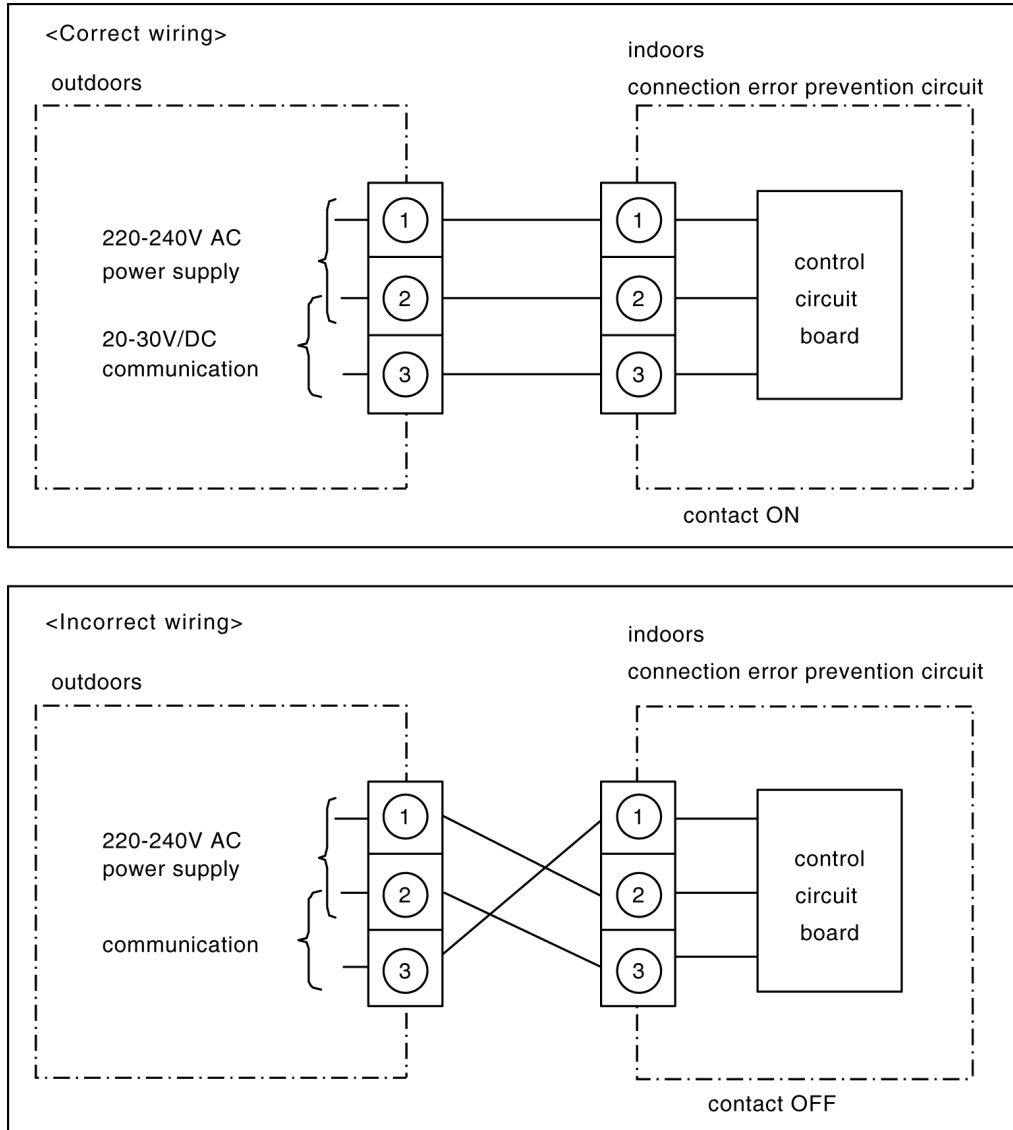 <Correct wiring>
outdoors
indoors
connection error prevention circuit
220-240V AC
power supply
20-30V/DC
communication
1
2
3
1
2
3
control
circuit
board
contact ON
<Incorrect wiring>
outdoors
indoors
connection error prevention circuit
220-240V AC
power supply
communication
1
2
3
1
2
3
control
circuit
board
contact OFF